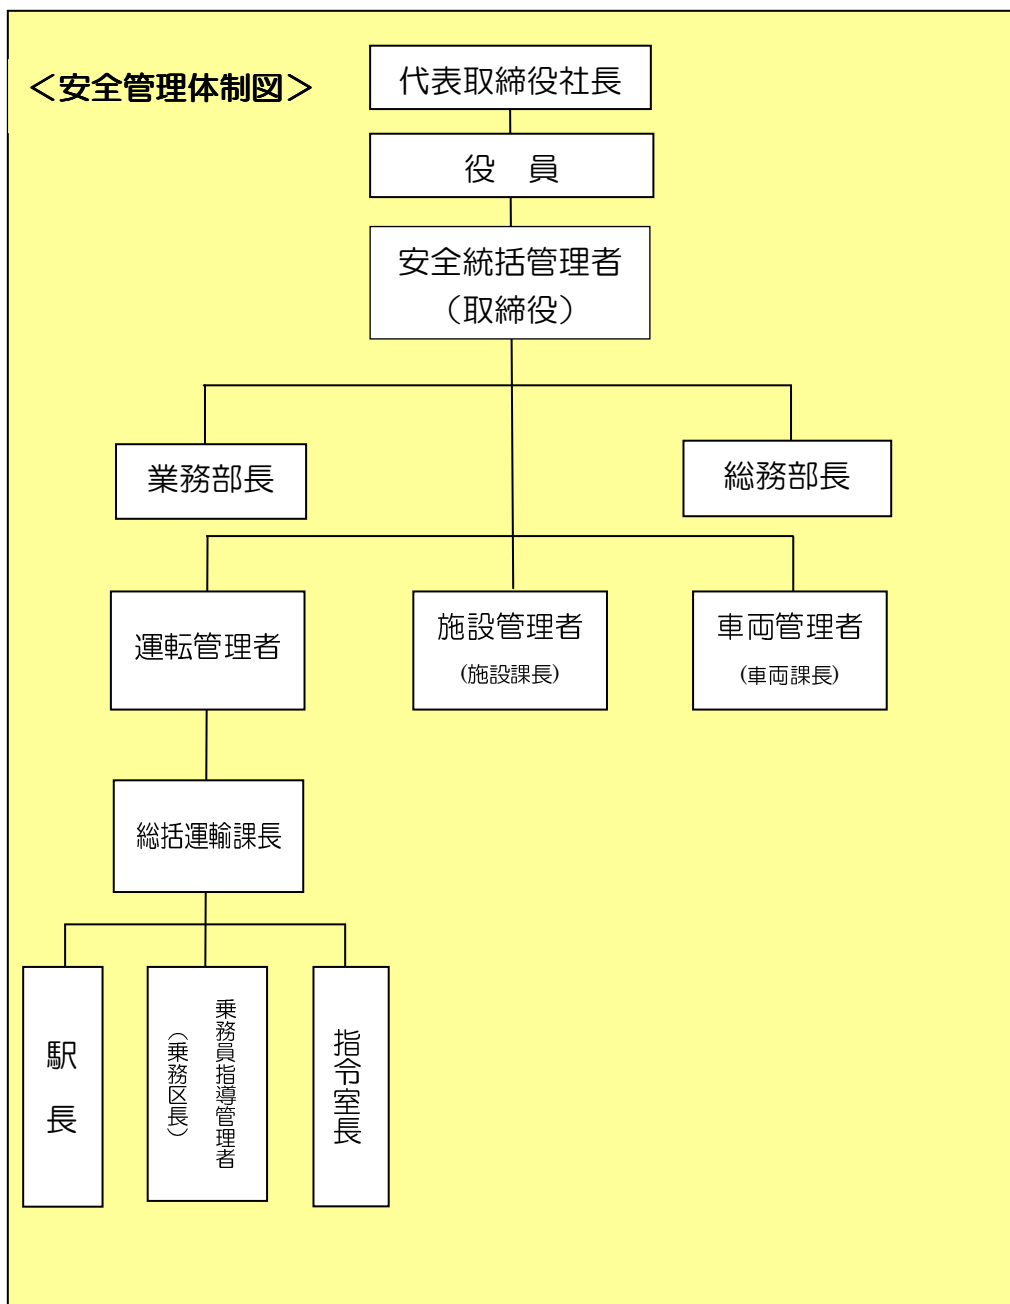 ＜安全管理体制図＞
代表取締役社長
役　員
安全統括管理者
（取締役）
業務部長
総務部長
運転管理者
施設管理者
(施設課長)
車両管理者
(車両課長)
総括運輸課長
駅長
乗務員指導管理者
（乗務区長）
指令室長